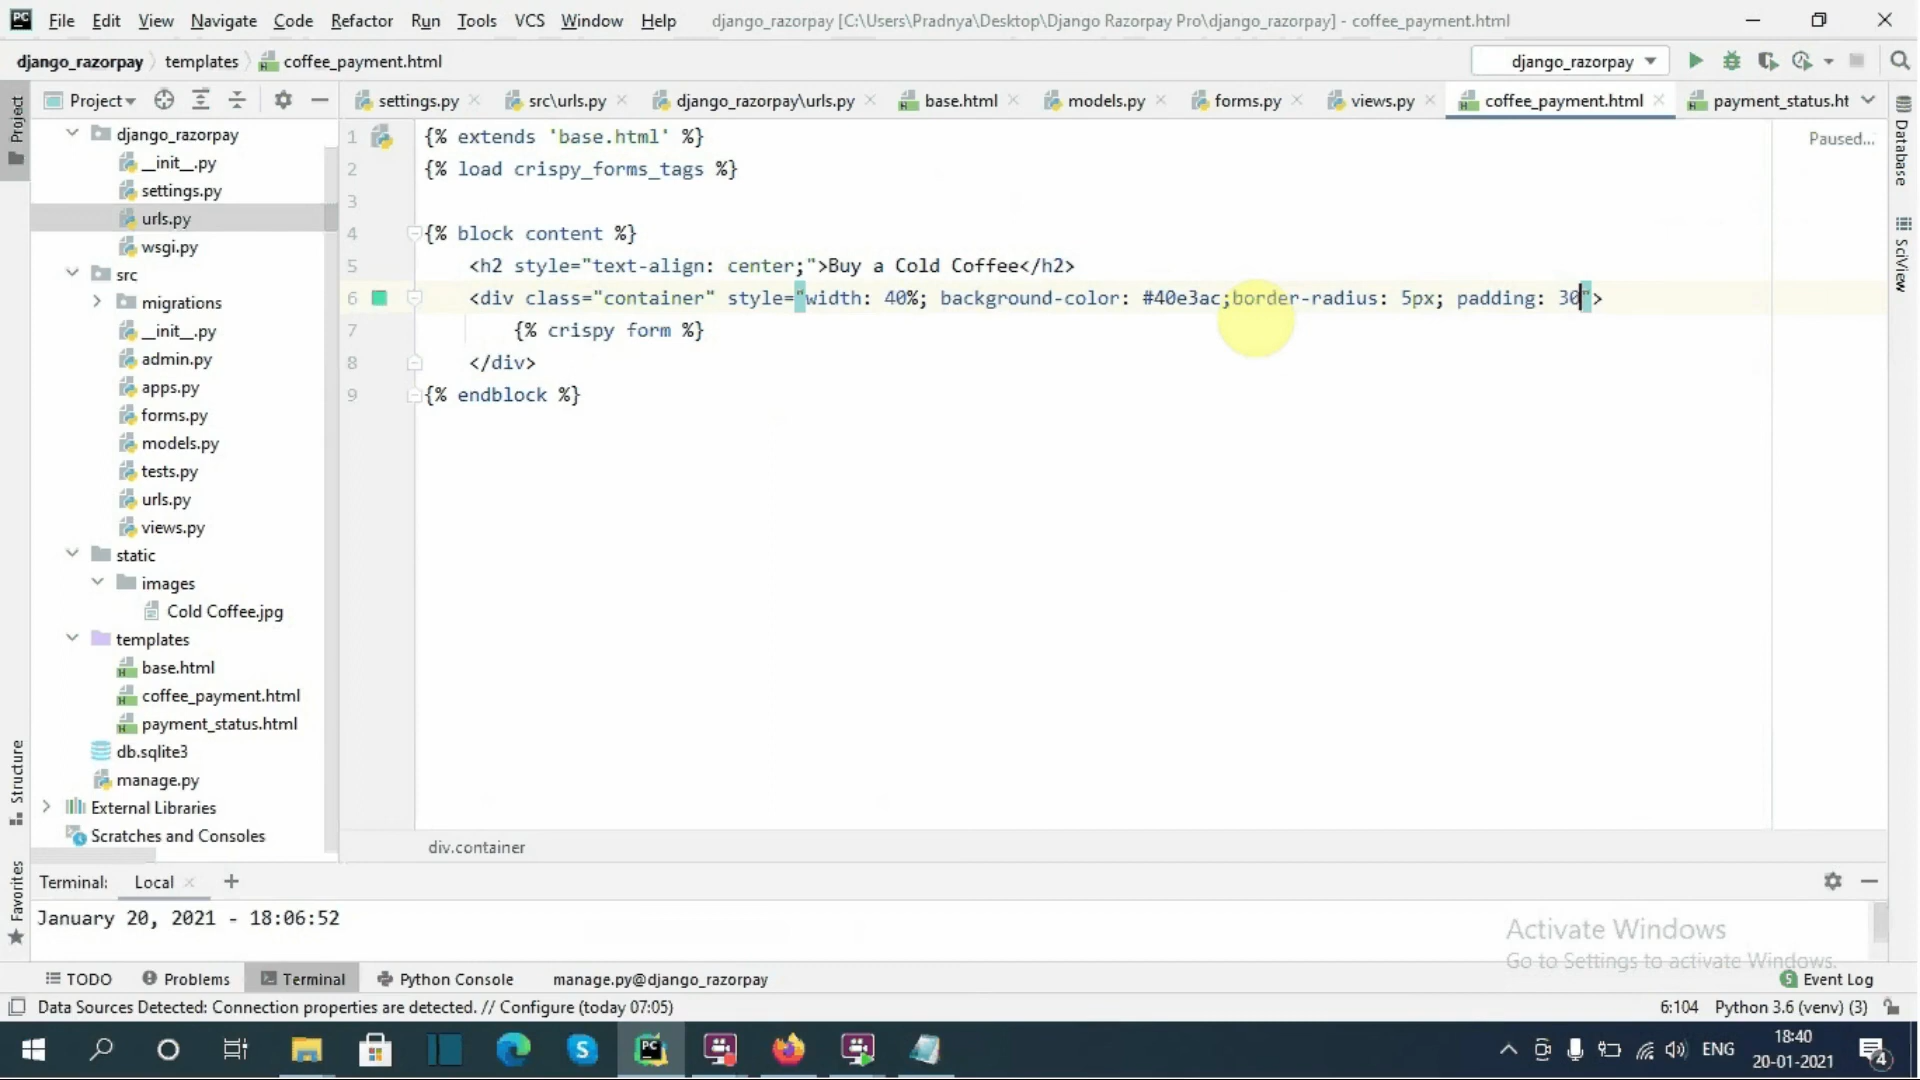 File Edit View Navigate Code Refactor Run Tools VCS Window Help django_razorpay [C:\Users\Pradnya\Desktop\Django Razorpay Pro\django_razorpay] - coffee_payment.html
django_razorpay templates coffee_payment.html django_razorpay
Project settings.py src\urls.py django_razorpay\urls.py base.html models.py forms.py views.py coffee_payment.html payment_status.ht
Project
Database
SciView
Structure
Favorites
django_razorpay
__init__.py
settings.py
urls.py
wsgi.py
src
migrations
__init__.py
admin.py
apps.py
forms.py
models.py
tests.py
urls.py
views.py
static
images
Cold Coffee.jpg
templates
base.html
coffee_payment.html
payment_status.html
db.sqlite3
manage.py
External Libraries
Scratches and Consoles
Paused...
1 {% extends 'base.html' %}
2 {% load crispy_forms_tags %}
3
4 {% block content %}
5 <h2 style="text-align: center;">Buy a Cold Coffee</h2>
6 <div class="container" style="width: 40%; background-color: #40e3ac;border-radius: 5px; padding: 30">
7 {% crispy form %}
8 </div>
9 {% endblock %}
div.container
Terminal: Local
January 20, 2021 - 18:06:52
Activate Windows
Go to Settings to activate Windows.
TODO Problems Terminal Python Console manage.py@django_razorpay 5 Event Log
Data Sources Detected: Connection properties are detected. // Configure (today 07:05) 6:104 Python 3.6 (venv) (3)
ENG 18:40
20-01-2021
4